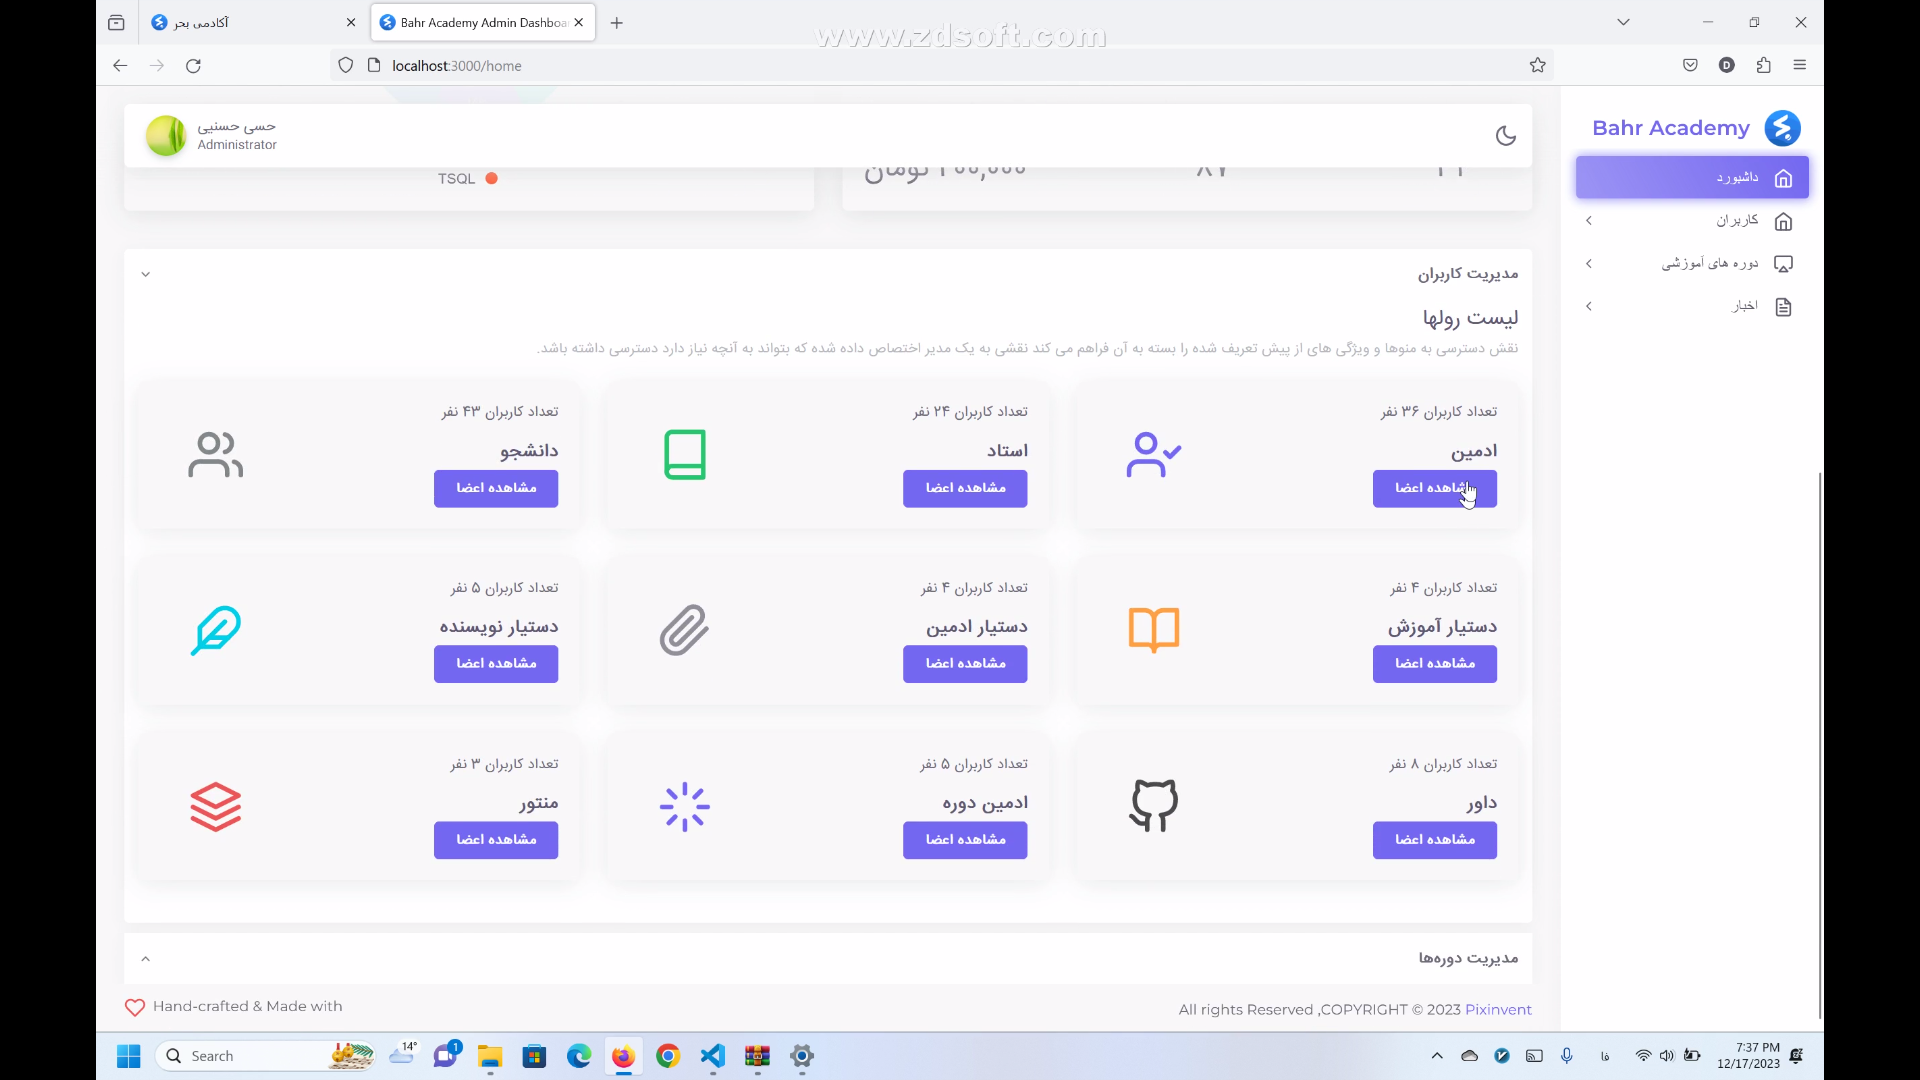 آکادمی بحر
Bahr Academy Admin Dashboa
www.zdsoft.com
localhost:3000/home
حسی حسنیی
Administrator
Bahr Academy
داشبورد
کاربران
دوره های آموزشی
اخبار
TSQL
تومان
۸۷
مدیریت کاربران
لیست رولها
نقش دسترسی به منوها و ویژگی های از پیش تعریف شده را بسته به آن فراهم می کند نقشی به یک مدیر اختصاص داده شده که بتواند به آنچه نیاز دارد دسترسی داشته باشد.
تعداد کاربران ۳۶ نفر
ادمین
مشاهده اعضا
تعداد کاربران ۲۴ نفر
استاد
مشاهده اعضا
تعداد کاربران ۴۳ نفر
دانشجو
مشاهده اعضا
تعداد کاربران ۴ نفر
دستیار آموزش
مشاهده اعضا
تعداد کاربران ۴ نفر
دستیار ادمین
مشاهده اعضا
تعداد کاربران ۵ نفر
دستیار نویسنده
مشاهده اعضا
تعداد کاربران ۸ نفر
داور
مشاهده اعضا
تعداد کاربران ۵ نفر
ادمین دوره
مشاهده اعضا
تعداد کاربران ۳ نفر
منتور
مشاهده اعضا
مدیریت دوره‌ها
Hand-crafted & Made with
All rights Reserved ,COPYRIGHT © 2023 Pixinvent
Search
14°
1
فا
7:37 PM
12/17/2023